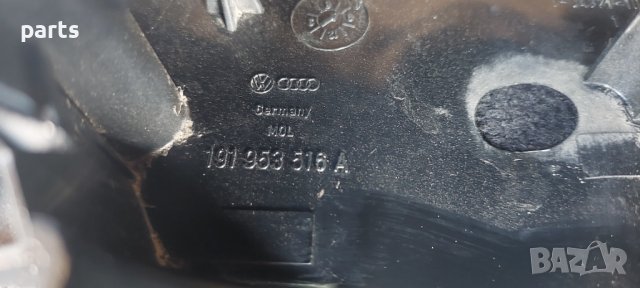 parts
Germany
MOL
191 953 516 A
BAZAR